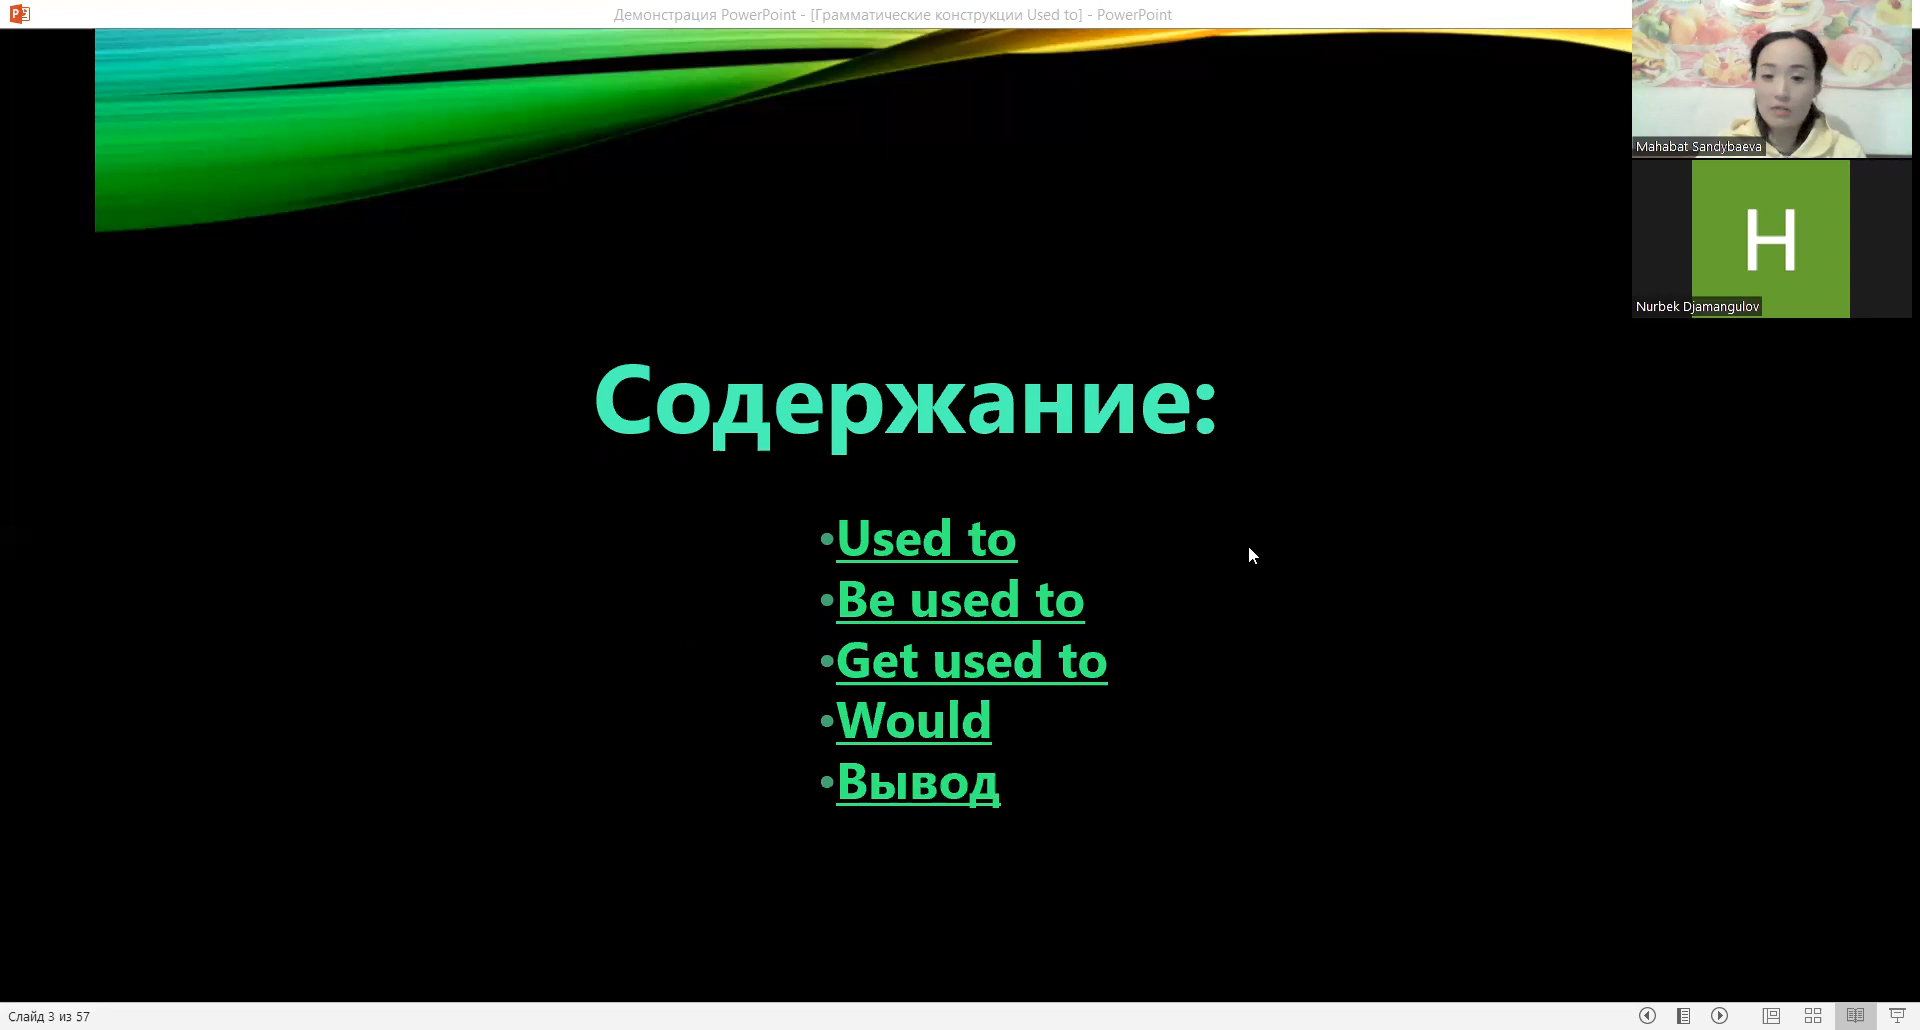 Демонстрация PowerPoint - [Грамматические конструкции Used to] - PowerPoint
Mahabat Sandybaeva
H
Nurbek Djamangulov
Содержание:
•Used to
•Be used to
•Get used to
•Would
•Вывод
Слайд 3 из 57